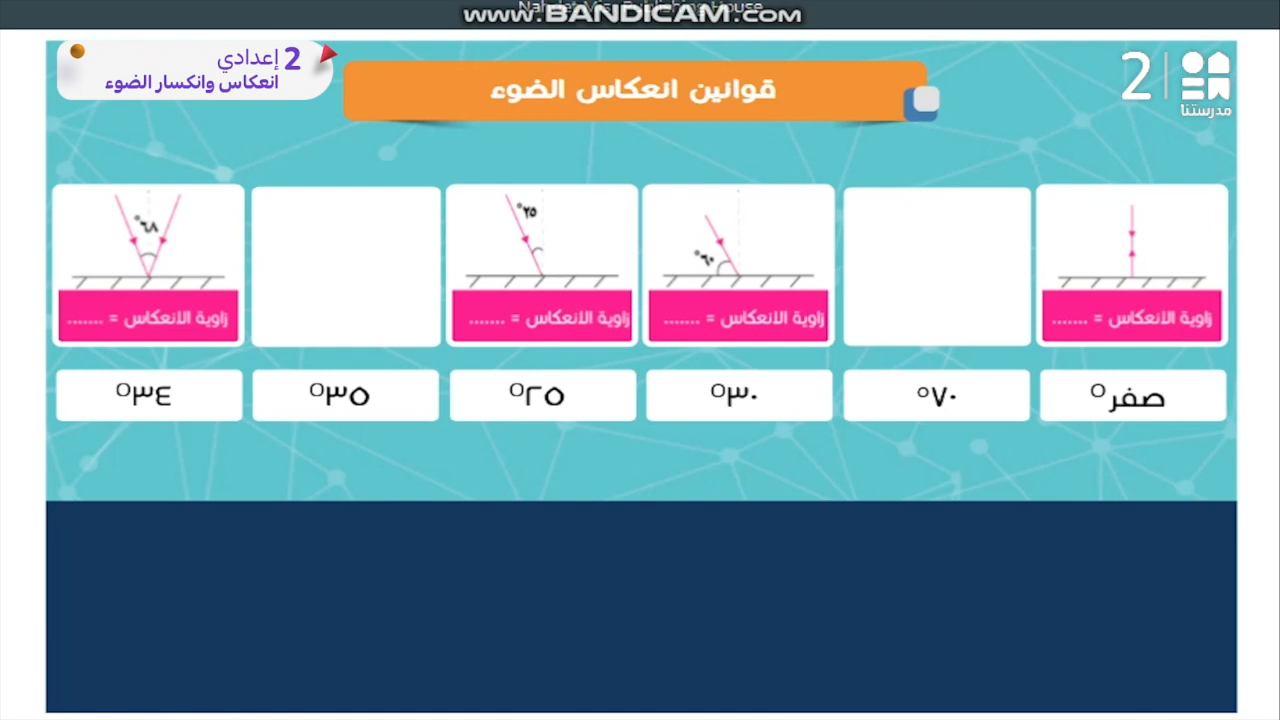 www.BANDICAM.com
2 إعدادي
انعكاس وانكسار الضوء
قوانين انعكاس الضوء
2
مدرستنا
°٦٨
°٢٥
°٦٠
زاوية الانعكاس = .......
زاوية الانعكاس = .......
زاوية الانعكاس = .......
زاوية الانعكاس = .......
صفر°
٧٠°
٣٠°
٢٥°
٣٥°
٣٤°